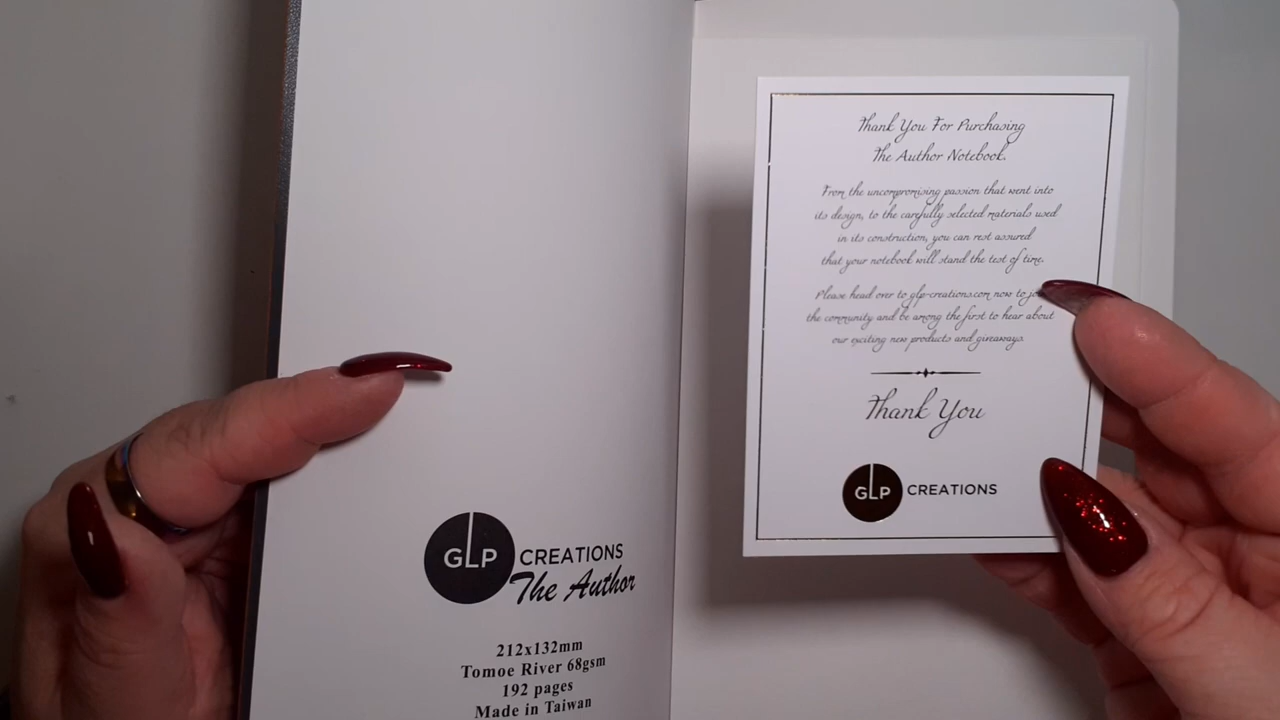 GLP CREATIONS
The Author
212x132mm
Tomoe River 68gsm
192 pages
Made in Taiwan
Thank You For Purchasing
The Author Notebook.
From the uncompromising passion that went into
its design, to the carefully selected materials used
in its construction, you can rest assured
that your notebook will stand the test of time.
Please head over to glp-creations.com now to
the community and be among the first to hear about
our exciting new products and giveaways.
Thank You
GLP CREATIONS